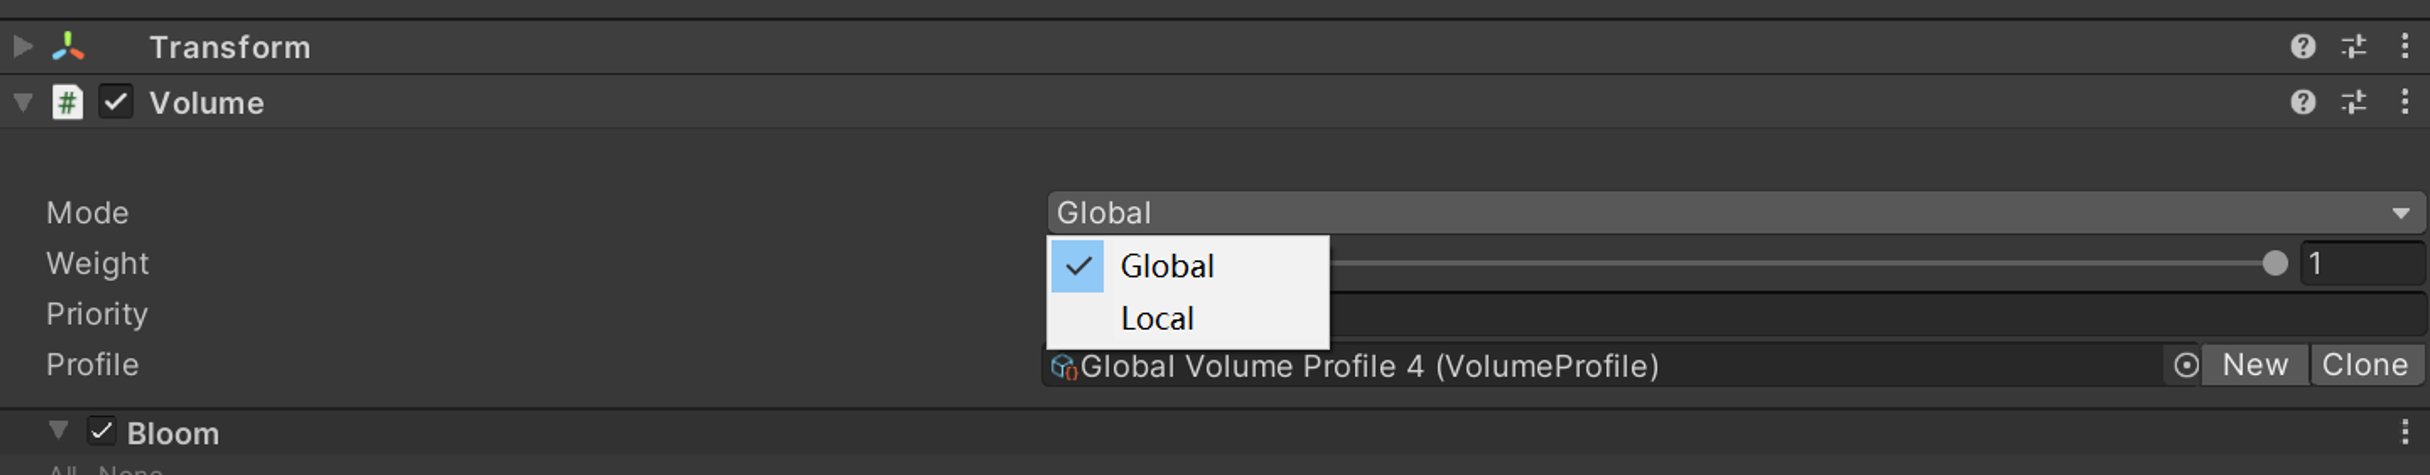 Transform
Volume
Mode Global
Global
Weight 1
Local
Priority
Profile Global Volume Profile 4 (VolumeProfile) New Clone
Bloom
All None